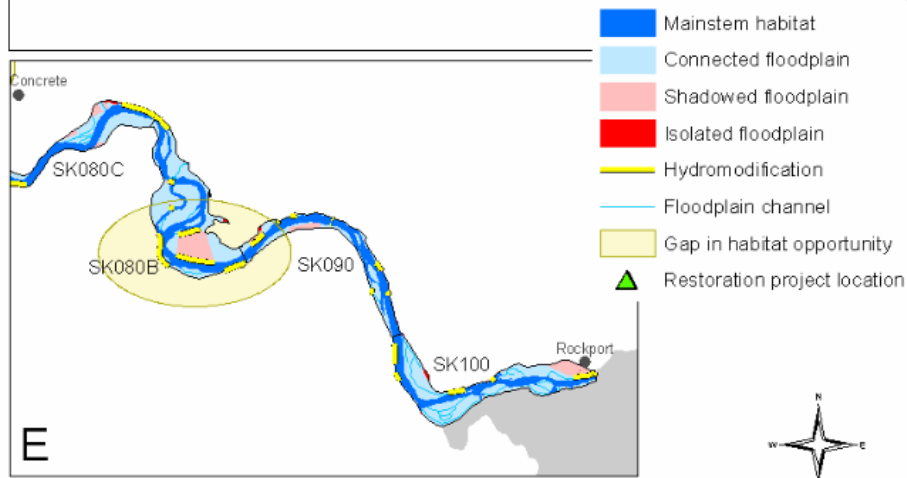 Mainstem habitat
Connected floodplain
Shadowed floodplain
Isolated floodplain
Hydromodification
Floodplain channel
Gap in habitat opportunity
Restoration project location
Concrete
SK080C
SK080B
SK090
SK100
Rockport
E
N
W
E
S